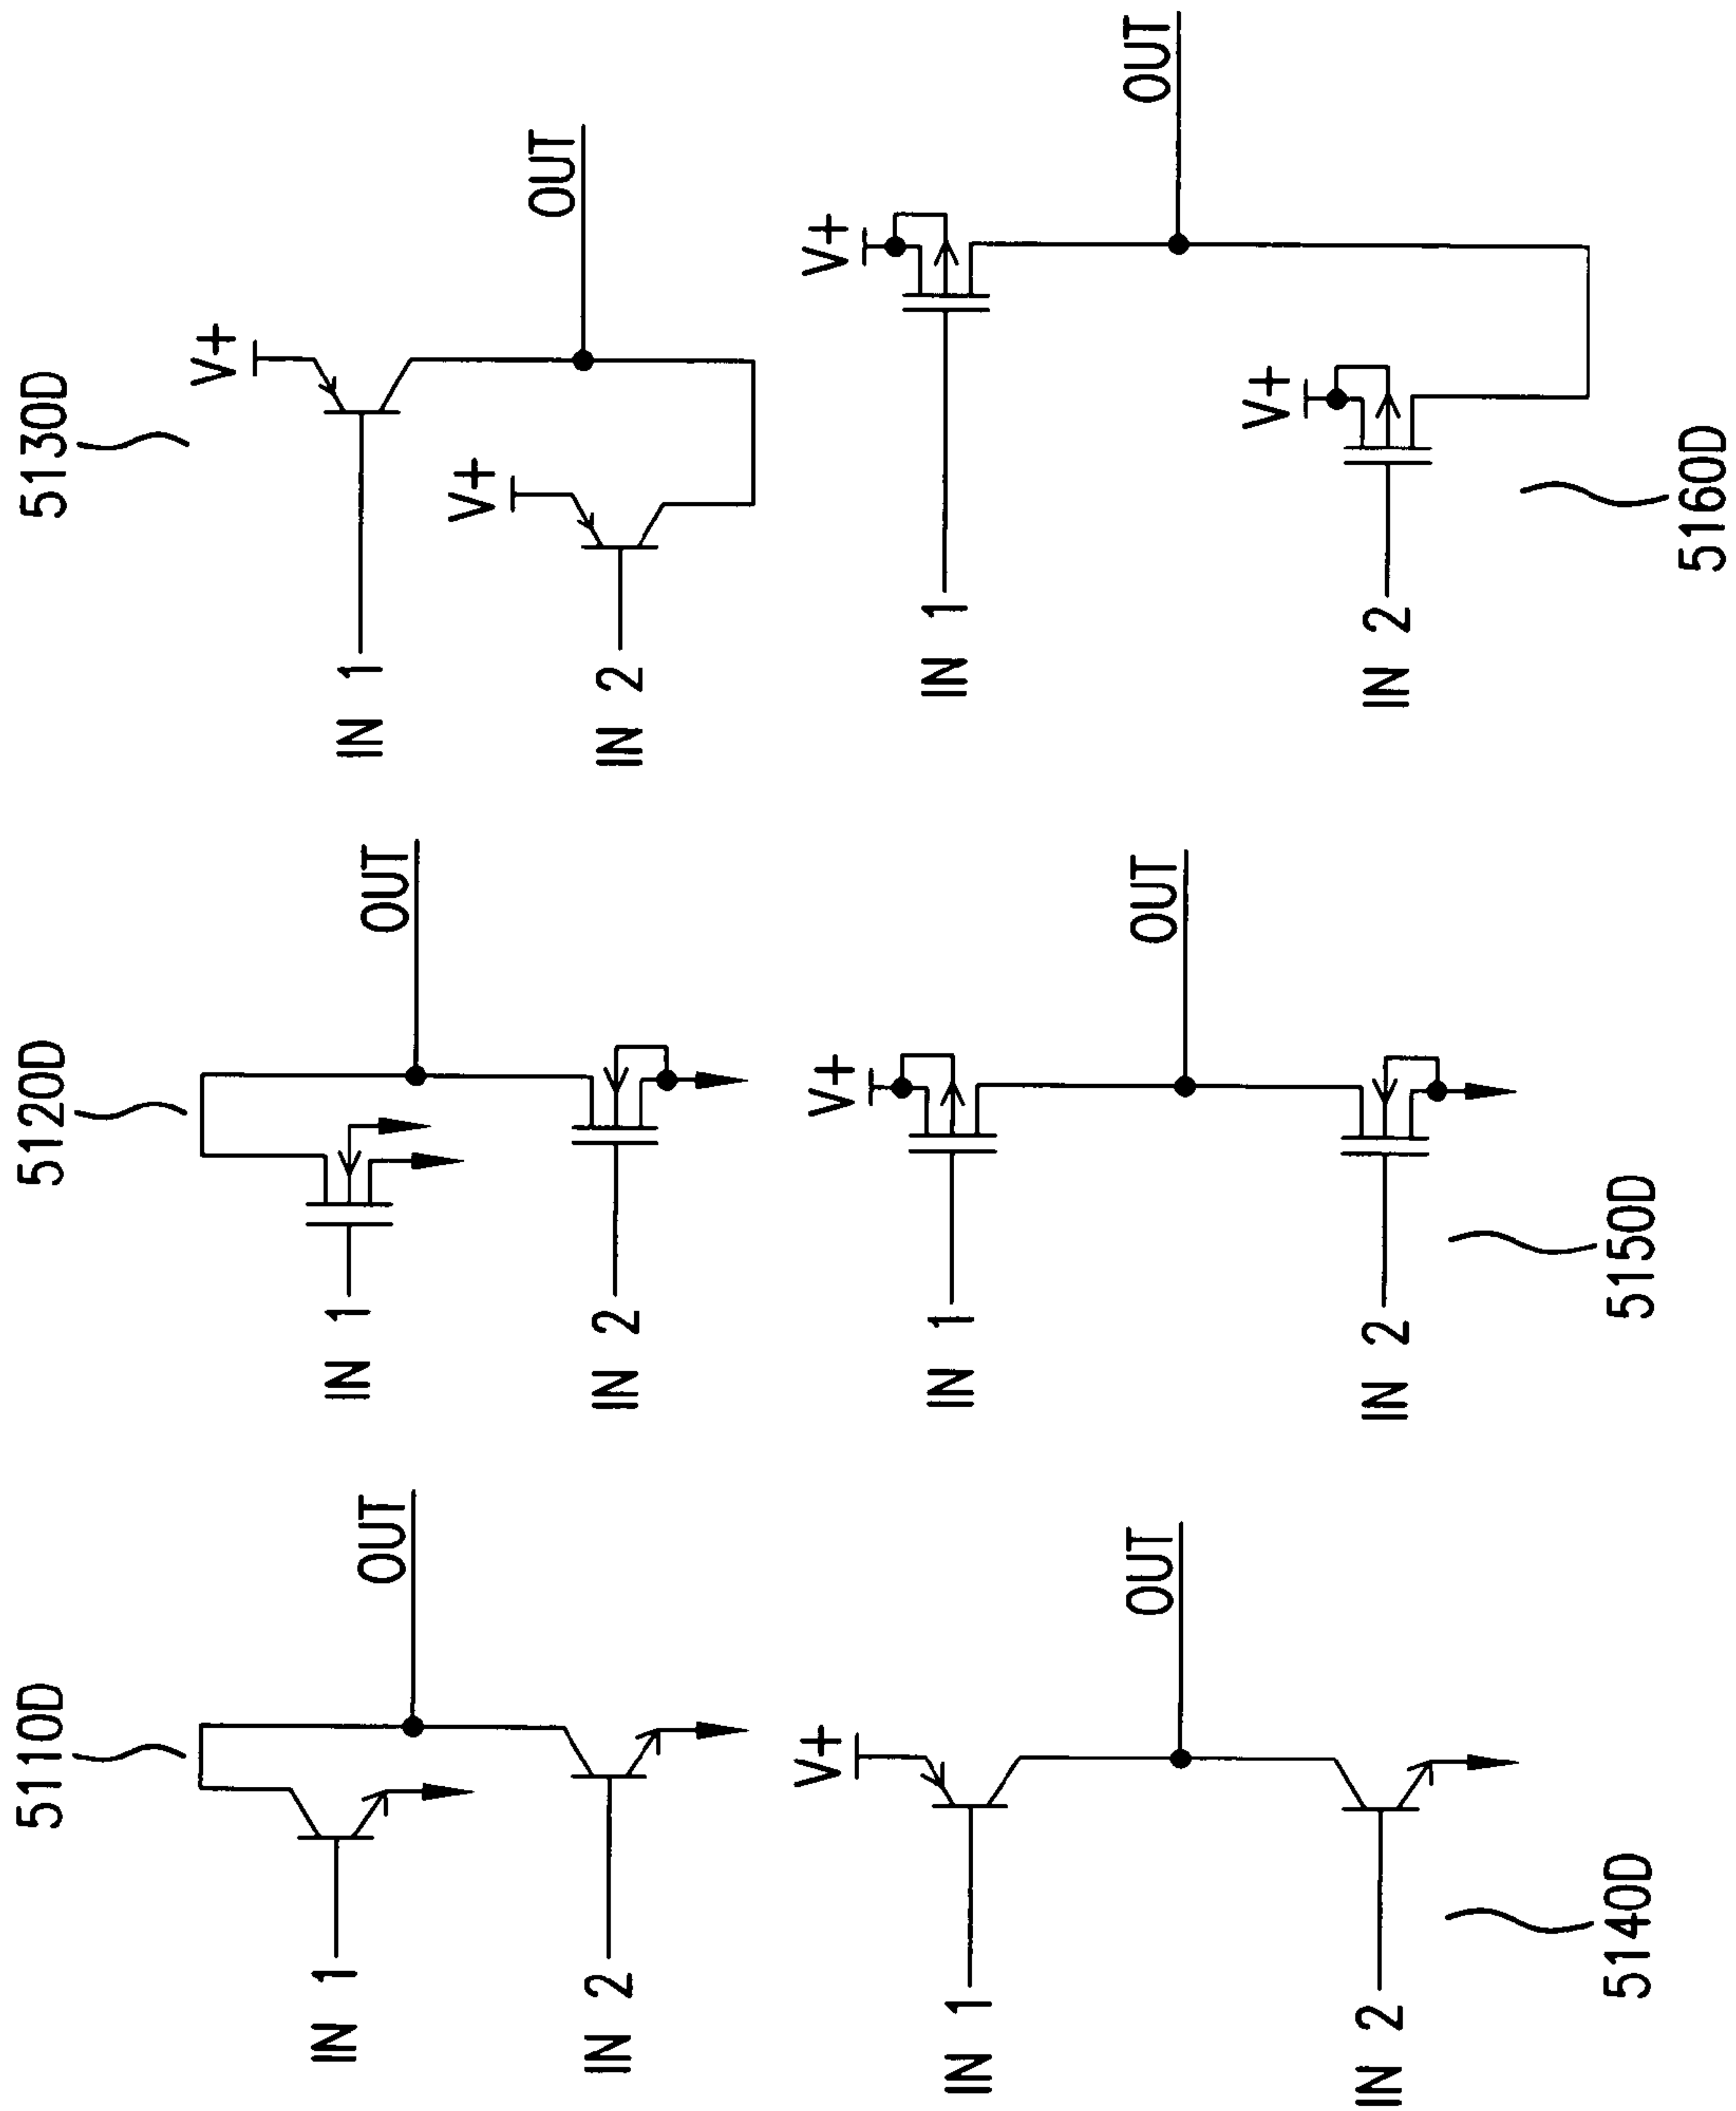 5110D
IN 1
OUT
IN 2
5120D
IN 1
OUT
IN 2
5130D
V+
IN 1
V+
OUT
IN 2
V+
IN 1
OUT
IN 2
5140D
V+
IN 1
OUT
IN 2
5150D
V+
IN 1
OUT
V+
IN 2
5160D